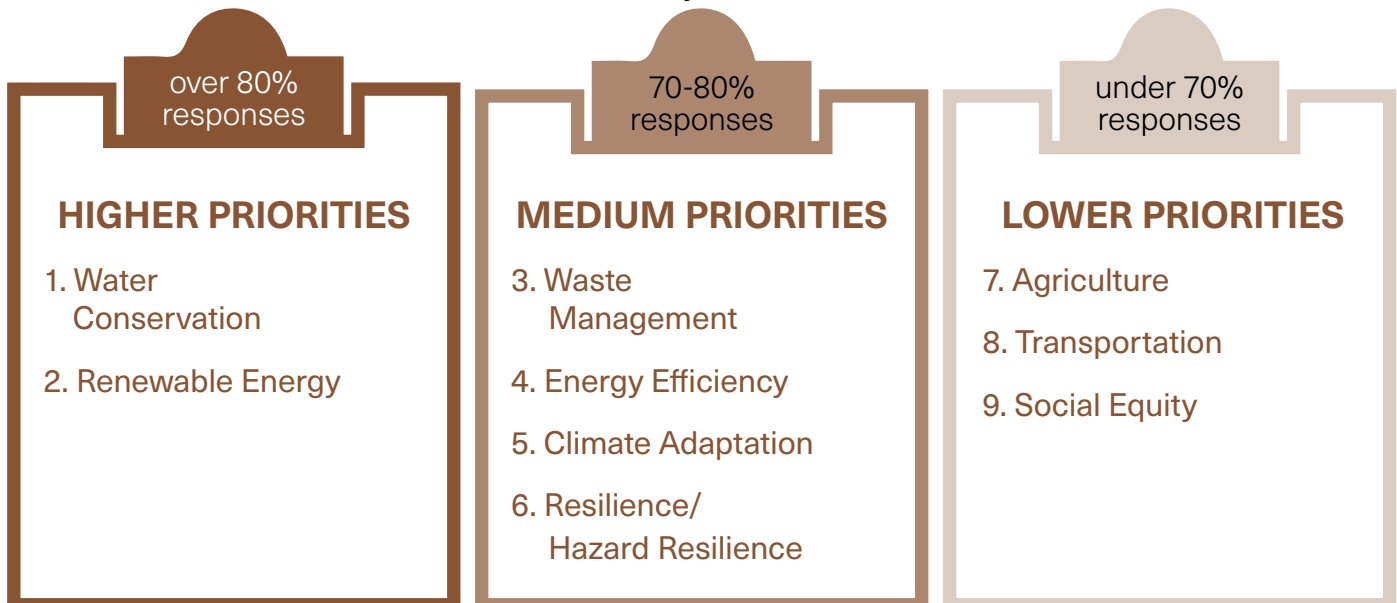 over 80%
responses
HIGHER PRIORITIES
1. Water
Conservation
2. Renewable Energy
70-80%
responses
MEDIUM PRIORITIES
3. Waste
Management
4. Energy Efficiency
5. Climate Adaptation
6. Resilience/
Hazard Resilience
under 70%
responses
LOWER PRIORITIES
7. Agriculture
8. Transportation
9. Social Equity